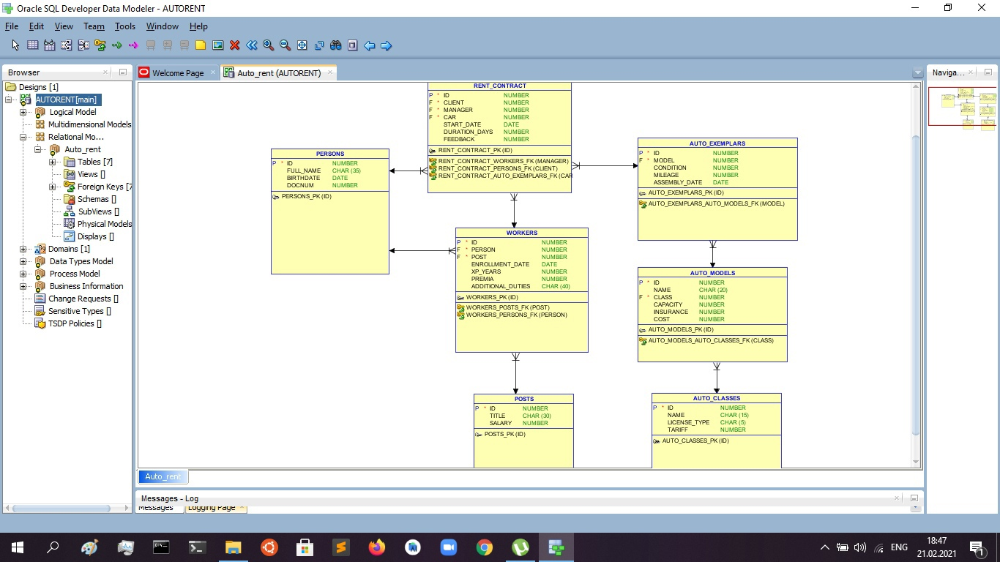 Oracle SQL Developer Data Modeler - AUTORENT
File Edit View Team Tools Window Help
Browser
Welcome Page
Auto_rent (AUTORENT)
Naviga...
Designs [1]
AUTORENT[main]
Logical Model
Multidimensional Models
Relational Mo...
Auto_rent
Tables [7]
Views []
Foreign Keys [7
Schemas []
SubViews []
Physical Models
Displays []
Domains [1]
Data Types Model
Process Model
Business Information
Change Requests []
Sensitive Types []
TSDP Policies []
RENT_CONTRACT
P * ID NUMBER
F * CLIENT NUMBER
F * MANAGER NUMBER
F * CAR NUMBER
START_DATE DATE
DURATION_DAYS NUMBER
FEEDBACK NUMBER
RENT_CONTRACT_PK (ID)
RENT_CONTRACT_WORKERS_FK (MANAGER)
RENT_CONTRACT_PERSONS_FK (CLIENT)
RENT_CONTRACT_AUTO_EXEMPLARS_FK (CAR
PERSONS
P * ID NUMBER
FULL_NAME CHAR (35)
BIRTHDATE DATE
DOCNUM NUMBER
PERSONS_PK (ID)
AUTO_EXEMPLARS
P * ID NUMBER
F * MODEL NUMBER
CONDITION NUMBER
MILEAGE NUMBER
ASSEMBLY_DATE DATE
AUTO_EXEMPLARS_PK (ID)
AUTO_EXEMPLARS_AUTO_MODELS_FK (MODEL)
WORKERS
P * ID NUMBER
F * PERSON NUMBER
F * POST NUMBER
ENROLLMENT_DATE DATE
XP_YEARS NUMBER
PREMIA NUMBER
ADDITIONAL_DUTIES CHAR (40)
WORKERS_PK (ID)
WORKERS_POSTS_FK (POST)
WORKERS_PERSONS_FK (PERSON)
AUTO_MODELS
P * ID NUMBER
NAME CHAR (20)
F * CLASS NUMBER
CAPACITY NUMBER
INSURANCE NUMBER
COST NUMBER
AUTO_MODELS_PK (ID)
AUTO_MODELS_AUTO_CLASSES_FK (CLASS)
POSTS
P * ID NUMBER
TITLE CHAR (30)
SALARY NUMBER
POSTS_PK (ID)
AUTO_CLASSES
P * ID NUMBER
NAME CHAR (15)
LICENSE_TYPE CHAR (5)
TARIFF NUMBER
AUTO_CLASSES_PK (ID)
Auto_rent
Messages - Log
Messages
Logging Page
ENG
18:47
21.02.2021
1